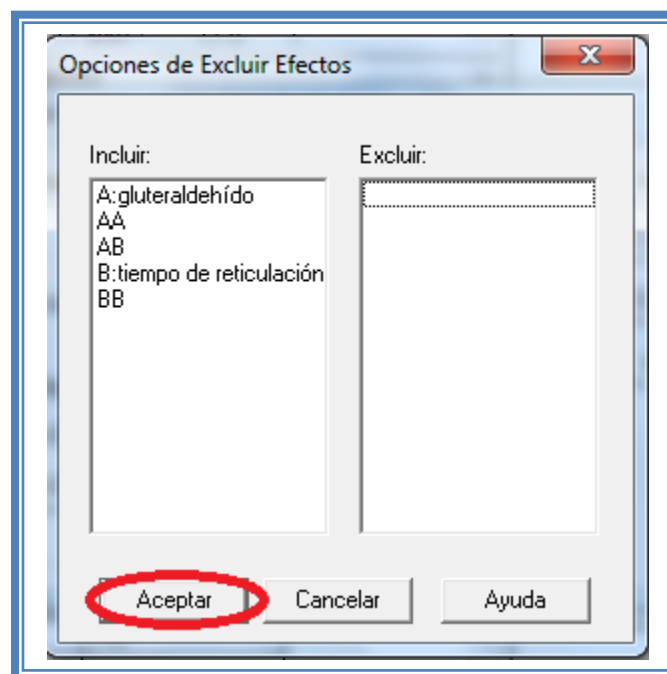 Opciones de Excluir Efectos
x
Incluir:
Excluir:
A:gluteraldehído
AA
AB
B:tiempo de reticulación
BB
Aceptar
Cancelar
Ayuda